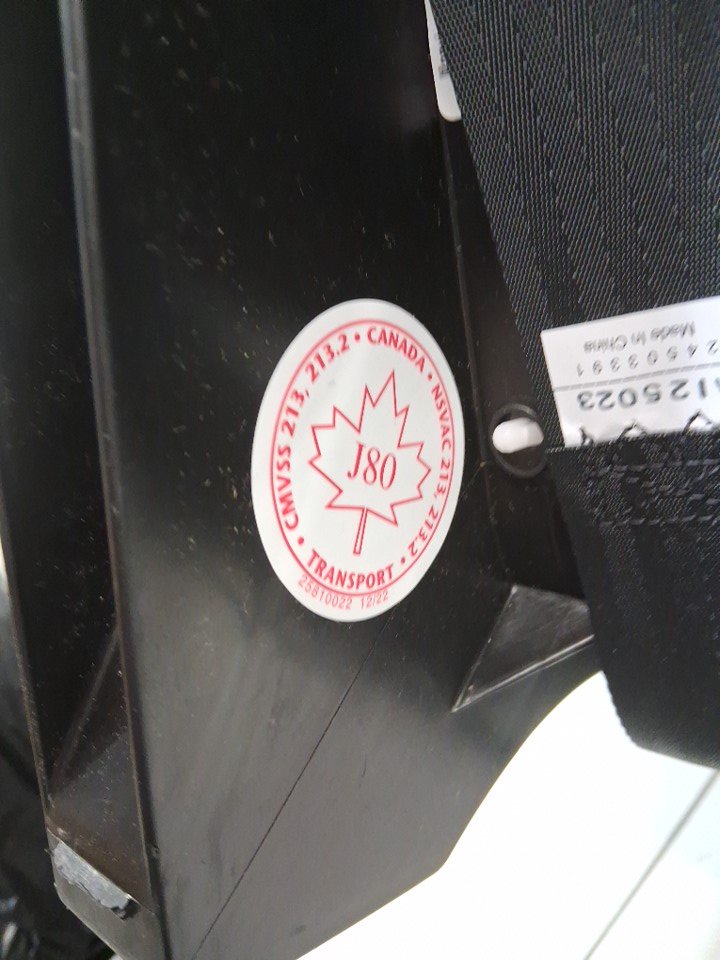 CMVSS 213, 213.2 • CANADA • NSVAC 213, 213.2 • TRANSPORT •
J80
25810022 12/22
125023
24503391
Made In China